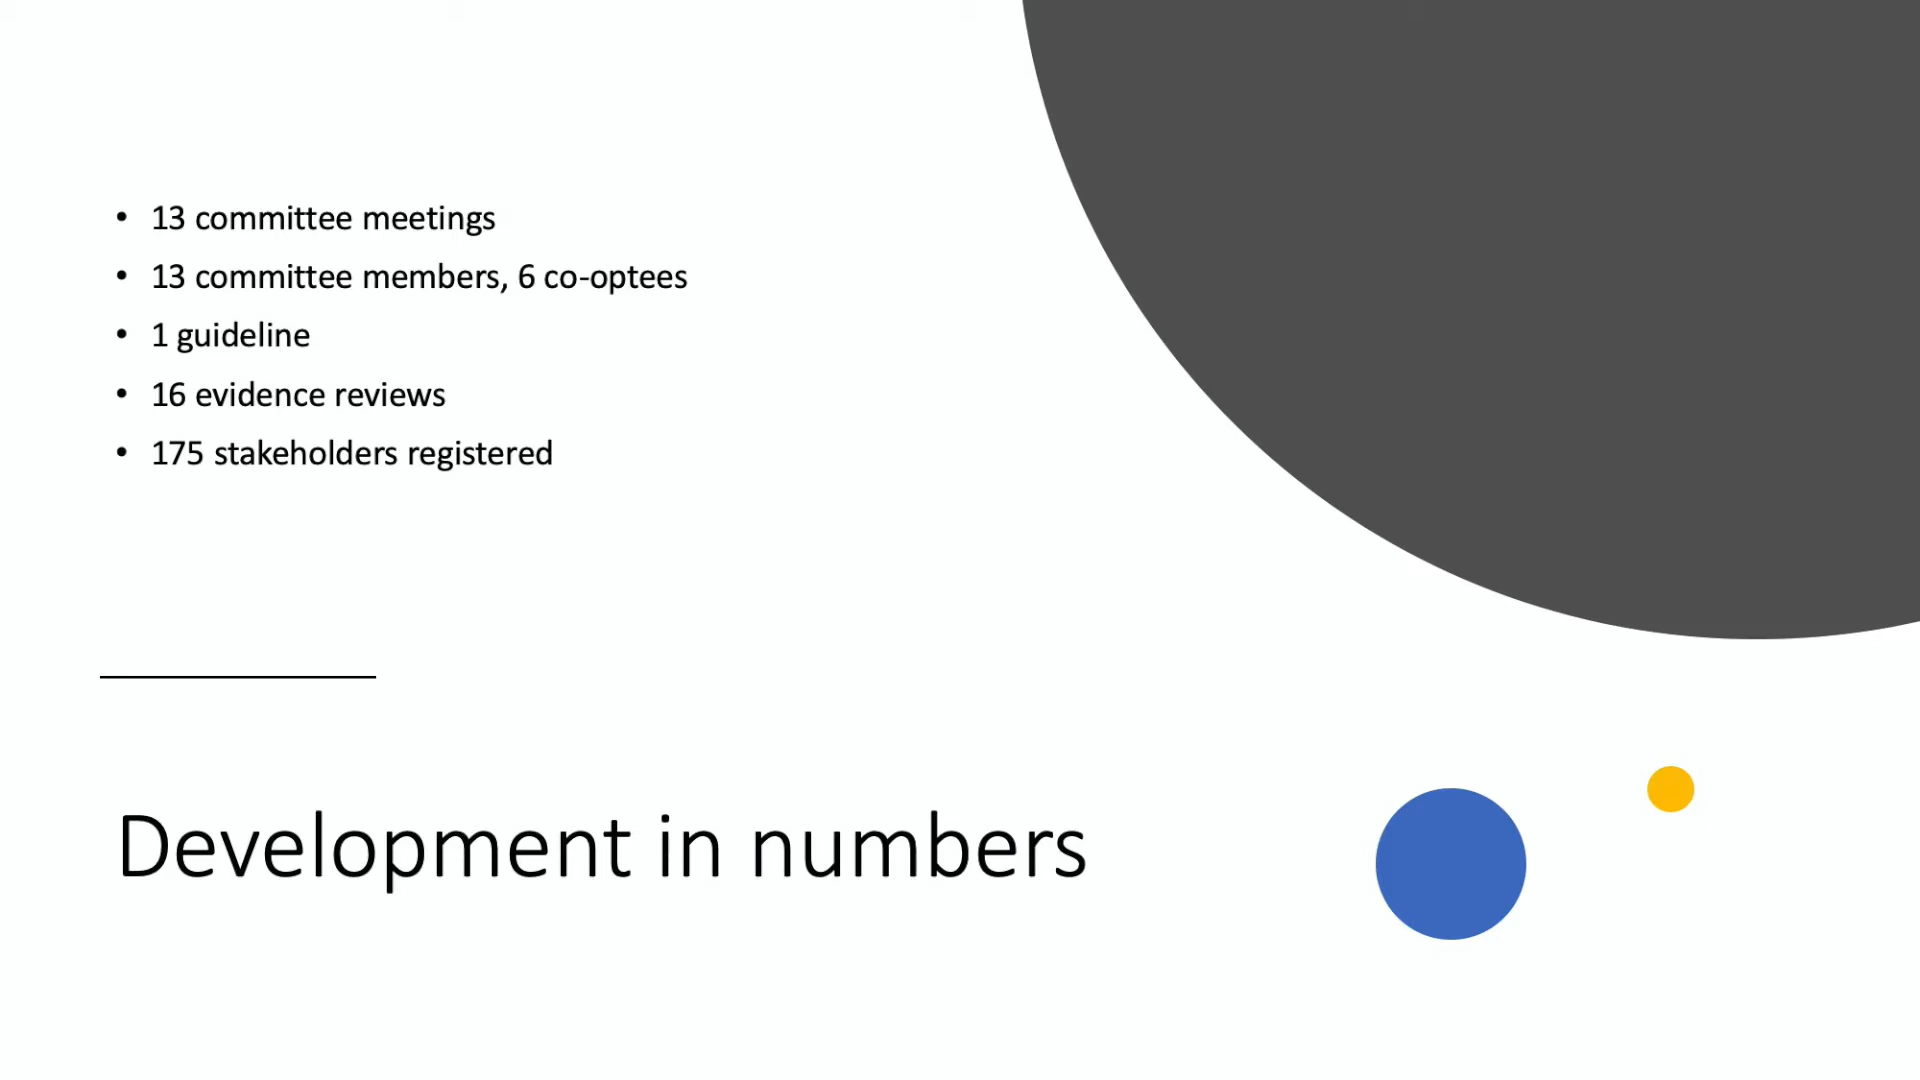 • 13 committee meetings
• 13 committee members, 6 co-optees
• 1 guideline
• 16 evidence reviews
• 175 stakeholders registered
Development in numbers